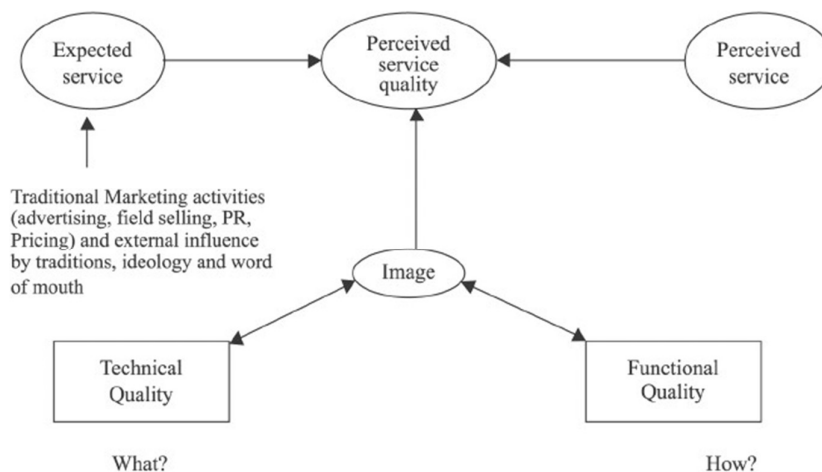 Expected
service
Perceived
service
quality
Perceived
service
Traditional Marketing activities
(advertising, field selling, PR,
Pricing) and external influence
by traditions, ideology and word
of mouth
Image
Technical
Quality
Functional
Quality
What?
How?